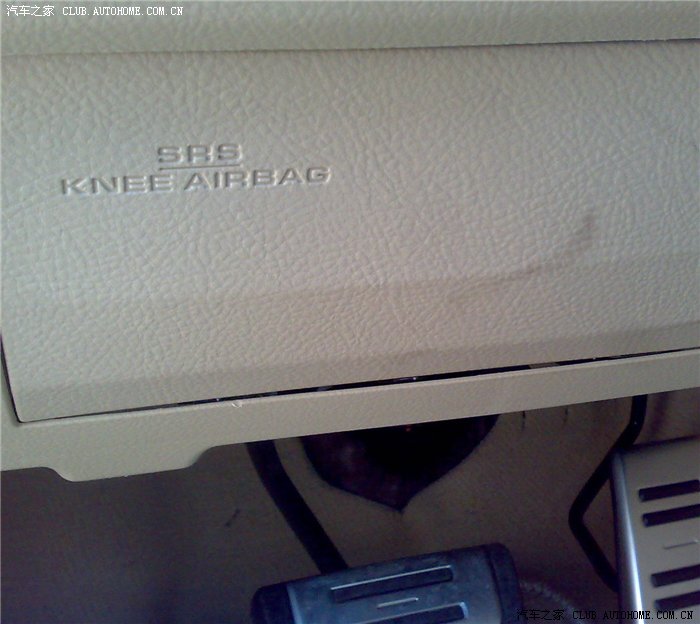 汽车之家 CLUB.AUTOHOME.COM.CN
SRS
KNEE AIRBAG
汽车之家 CLUB.AUTOHOME.COM.CN